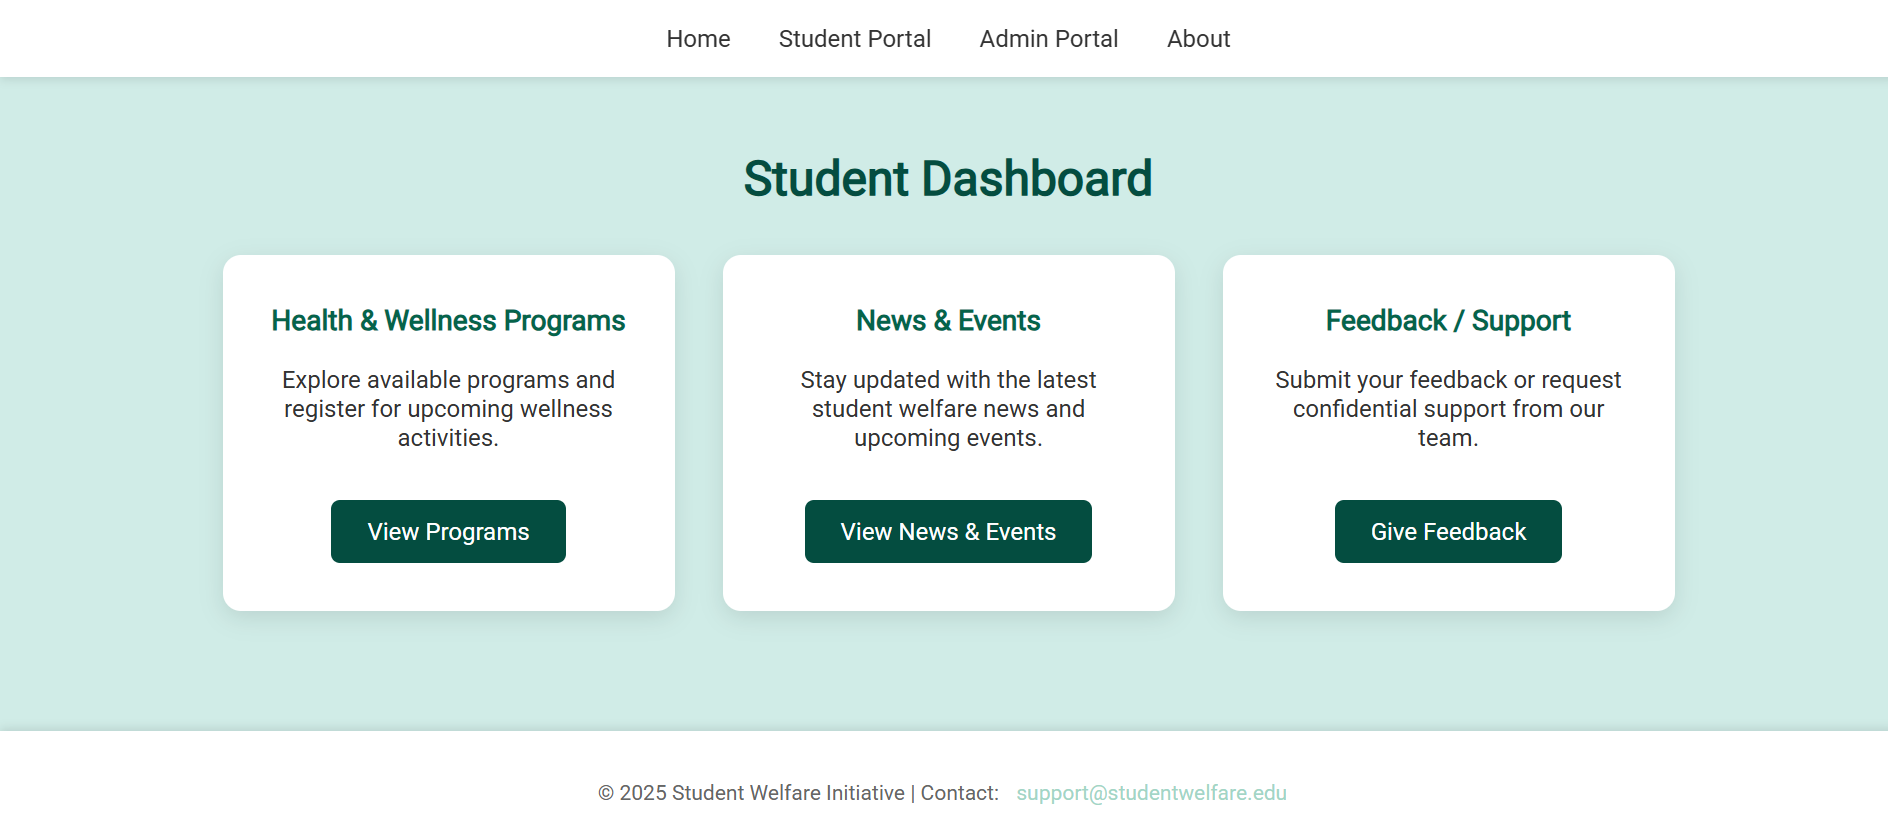 Home Student Portal Admin Portal About
Student Dashboard
Health & Wellness Programs
Explore available programs and
register for upcoming wellness
activities.
View Programs
News & Events
Stay updated with the latest
student welfare news and
upcoming events.
View News & Events
Feedback / Support
Submit your feedback or request
confidential support from our
team.
Give Feedback
© 2025 Student Welfare Initiative | Contact: support@studentwelfare.edu